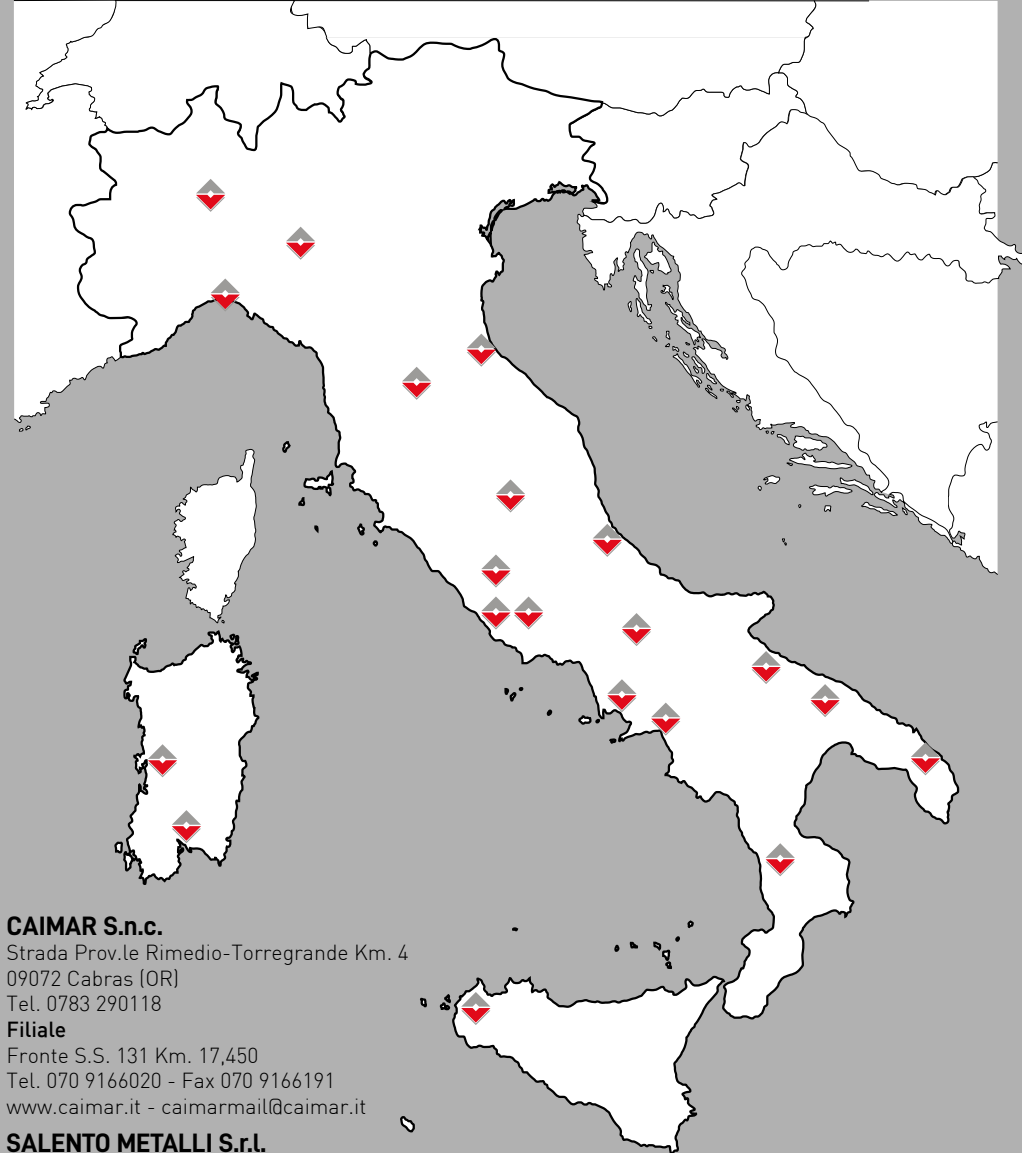 CAIMAR S.n.c.
Strada Prov.le Rimedio-Torregrande Km. 4
09072 Cabras (OR)
Tel. 0783 290118
Filiale
Fronte S.S. 131 Km. 17,450
Tel. 070 9166020 - Fax 070 9166191
www.caimar.it - caimarmail@caimar.it
SALENTO METALLI S.r.l.